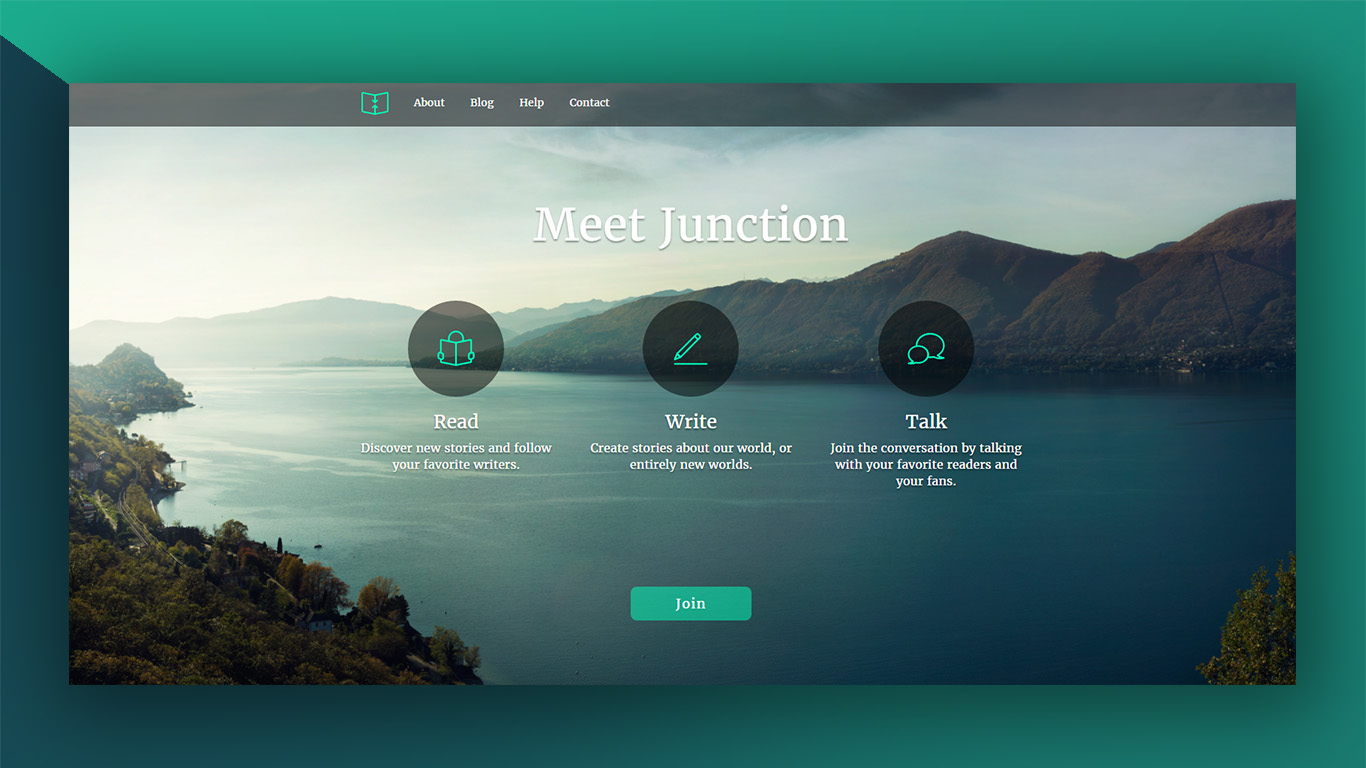 About Blog Help Contact
Meet Junction
Read
Discover new stories and follow
your favorite writers.
Write
Create stories about our world, or
entirely new worlds.
Talk
Join the conversation by talking
with your favorite readers and
your fans.
Join